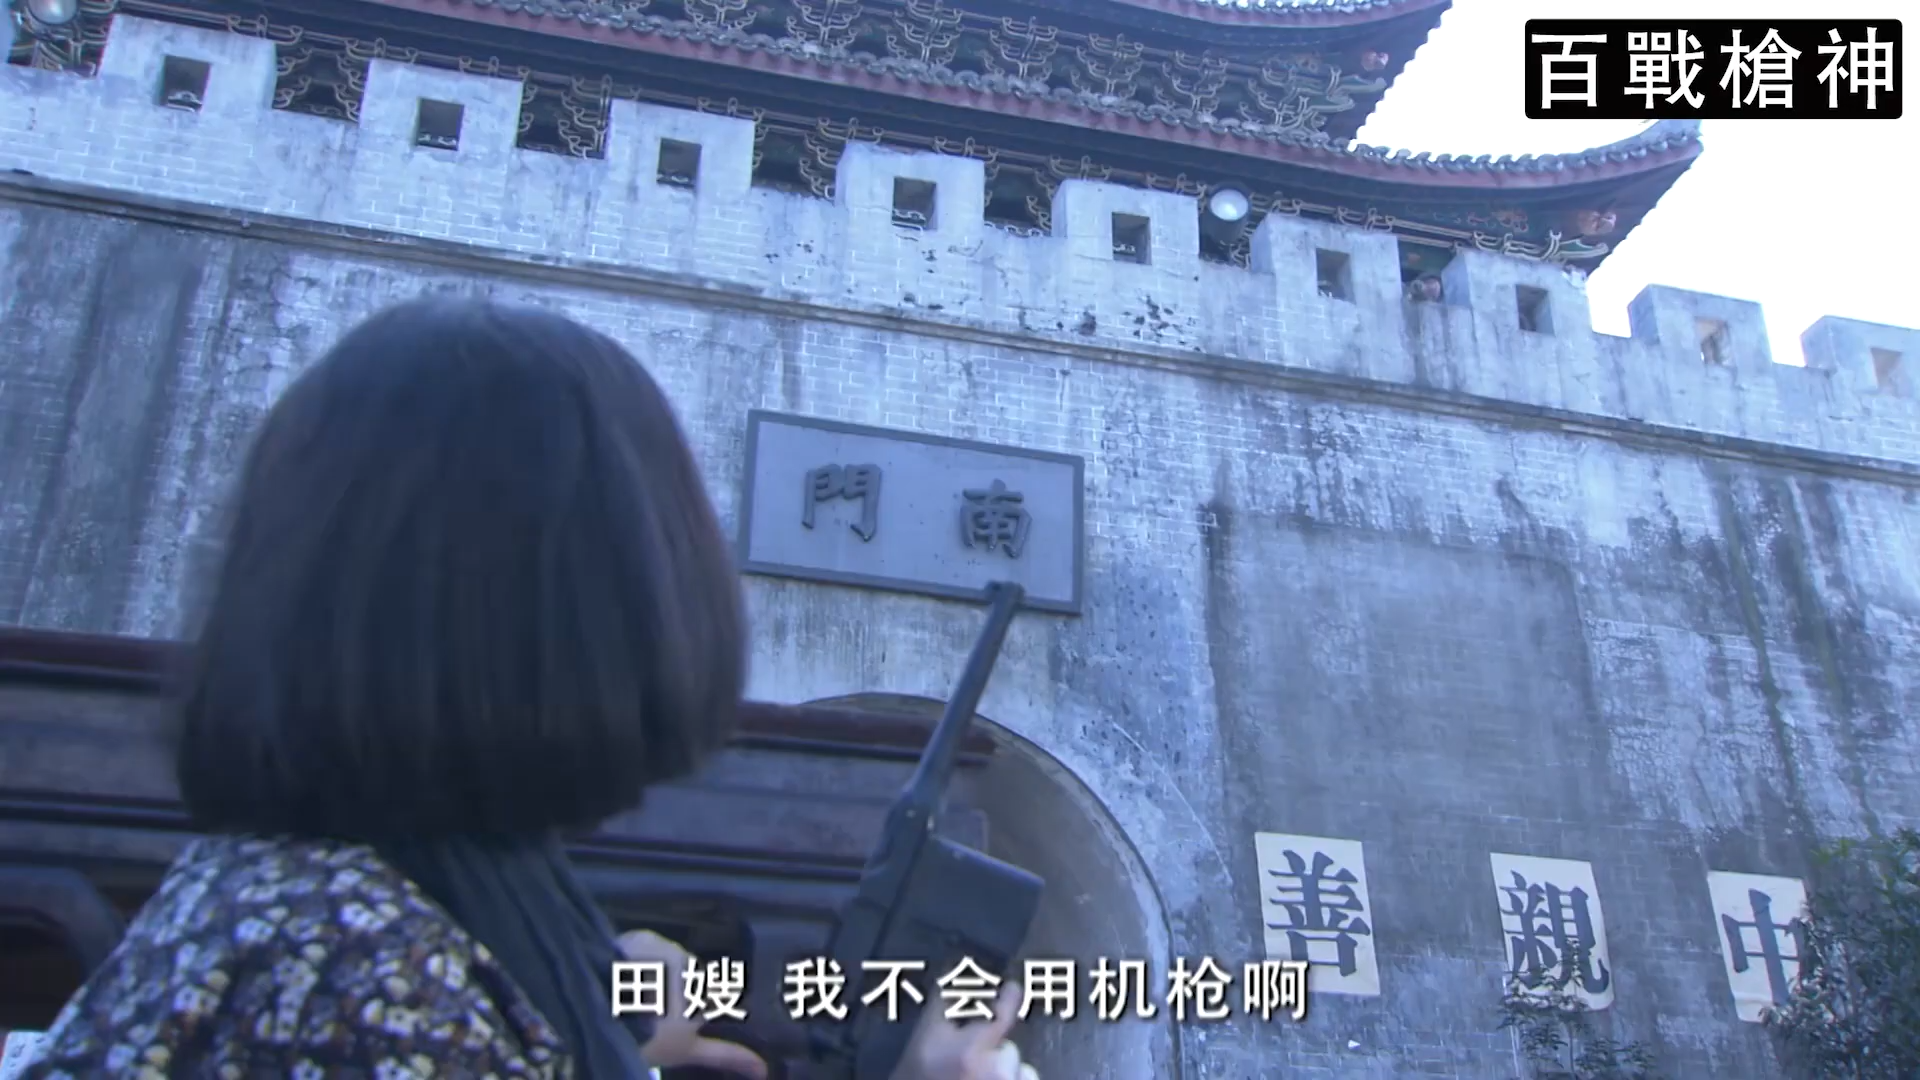 百戰槍神
門 南
善 親 中
田嫂 我不会用机枪啊